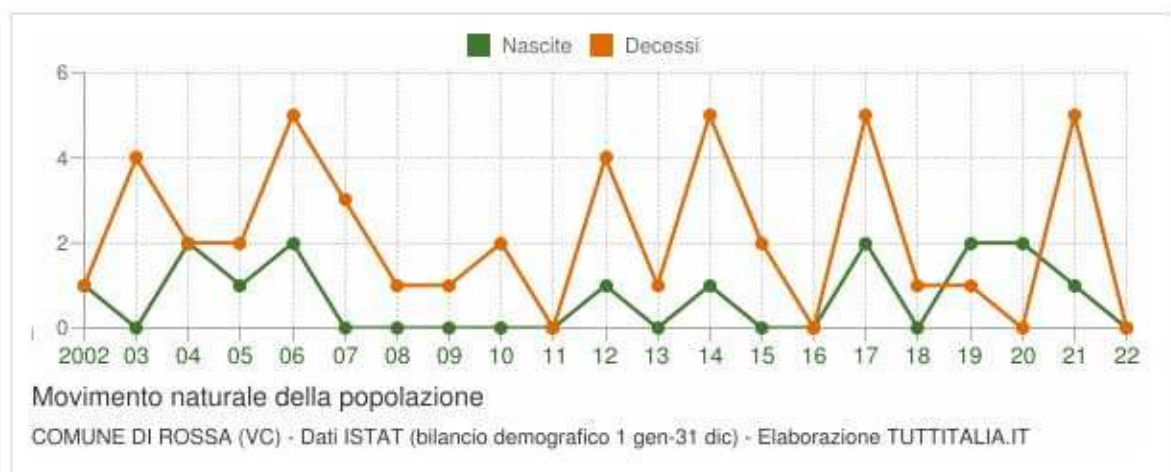 Nascite Decessi
6
4
2
0
2002 03 04 05 06 07 08 09 10 11 12 13 14 15 16 17 18 19 20 21 22
Movimento naturale della popolazione
COMUNE DI ROSSA (VC) - Dati ISTAT (bilancio demografico 1 gen-31 dic) - Elaborazione TUTTITALIA.IT